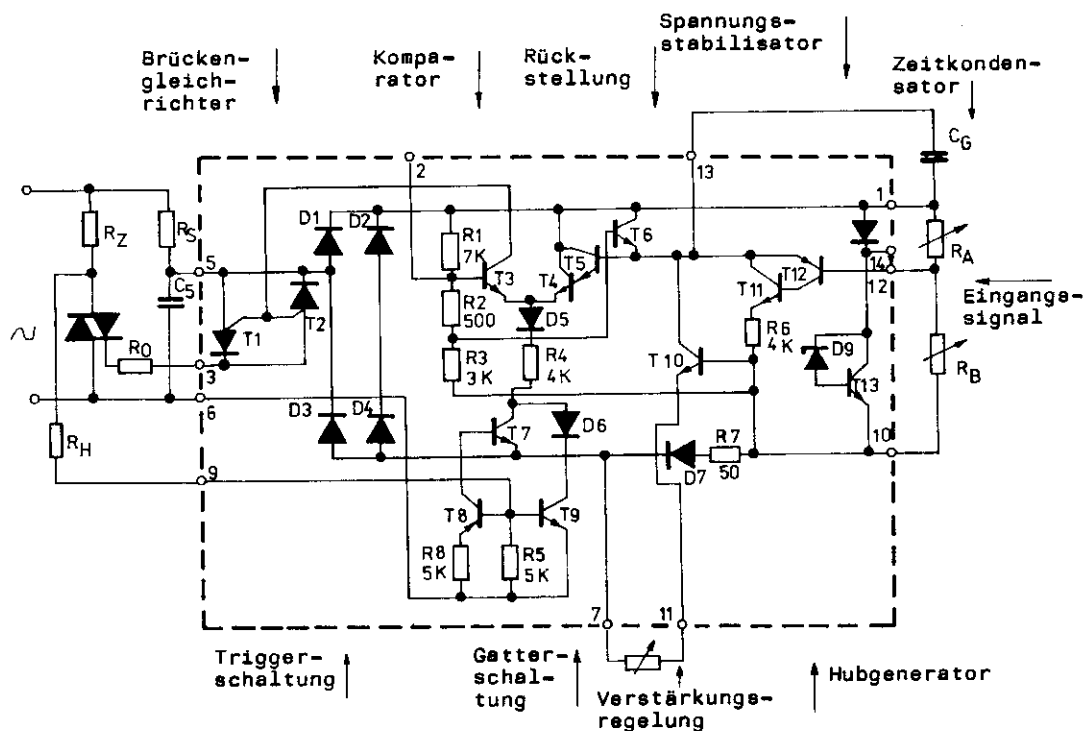 Spannungs-
stabilisator
Brücken-
gleich-
richter
Kompa-
rator
Rück-
stellung
Zeitkonden-
sator
C_G
2
13
1
D1
D2
R_Z
R_S
R1
7K
T6
R_A
T3
T5
T4
T12
14
5
C5
T2
T11
12
Eingangs-
signal
R2
500
D5
T1
R6
4K
D9
R_O
R3
3K
R4
4K
T10
T13
R_B
3
6
D3
D4
T7
D6
10
R_H
R7
50
9
D7
T8
T9
R8
5K
R5
5K
7
11
Trigger-
schaltung
Gatter-
schal-
tung
Verstärkungs-
regelung
Hubgenerator